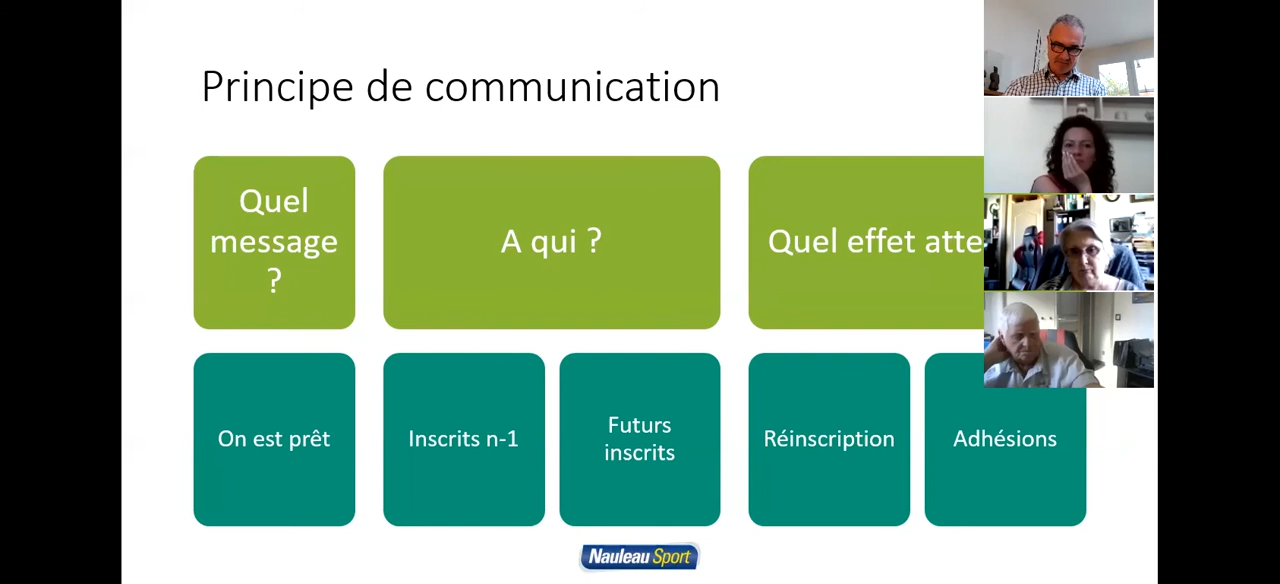 Principe de communication
Quel
message
?
A qui ?
Quel effet atte
On est prêt
Inscrits n-1
Futurs
inscrits
Réinscription
Adhésions
Nauleau Sport